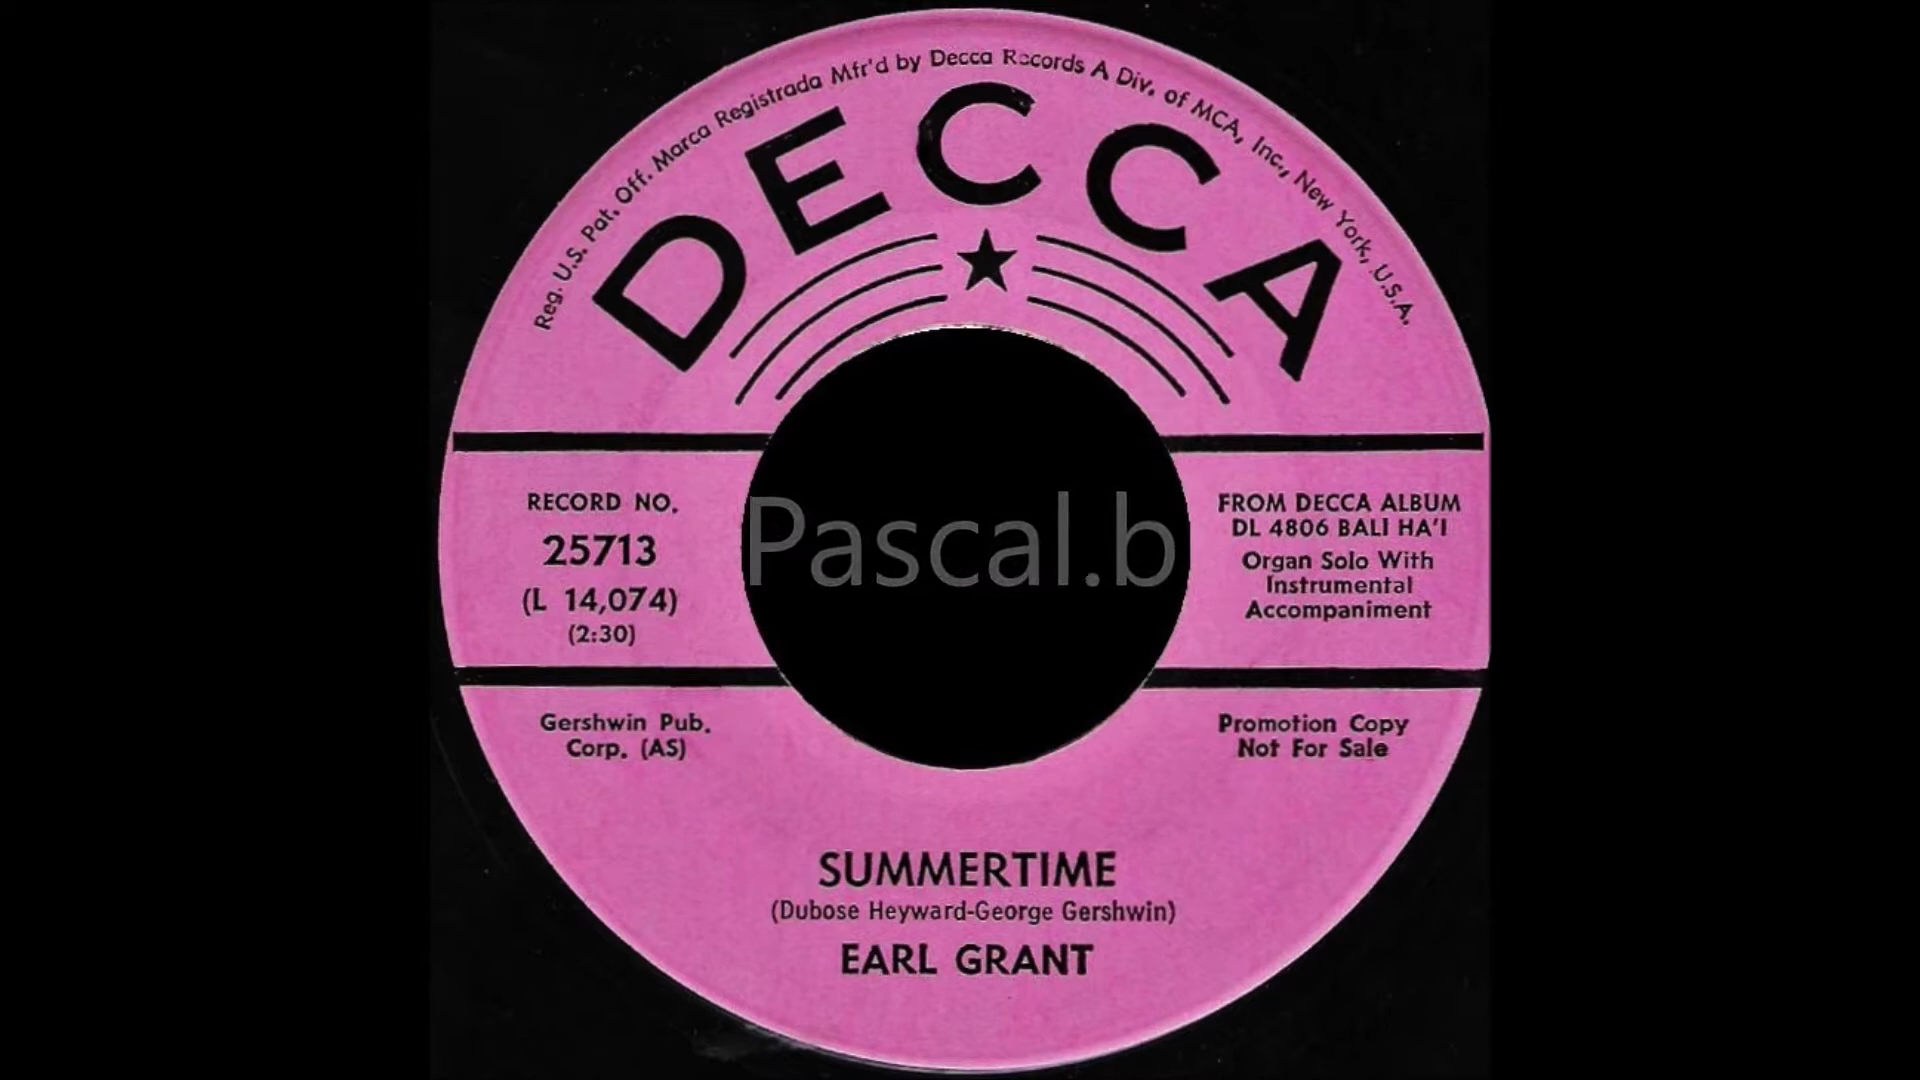 Reg. U.S. Pat. Off. Marca Registrada Mfr'd by Decca Records A Div. of MCA, Inc., New York, U.S.A.
DECCA
RECORD NO.
25713
(L 14,074)
(2:30)
Pascal.b
FROM DECCA ALBUM
DL 4806 BALI HA'I
Organ Solo With
Instrumental
Accompaniment
Gershwin Pub.
Corp. (AS)
Promotion Copy
Not For Sale
SUMMERTIME
(Dubose Heyward-George Gershwin)
EARL GRANT